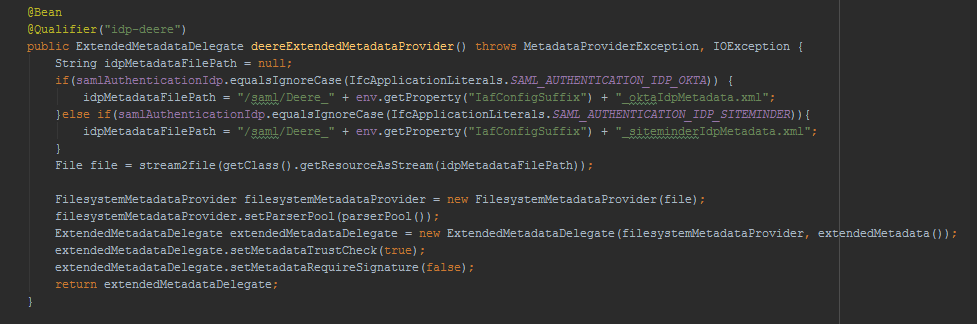 @Bean
@Qualifier("idp-deere")
public ExtendedMetadataDelegate deereExtendedMetadataProvider() throws MetadataProviderException, IOException {
    String idpMetadataFilePath = null;
    if(samlAuthenticationIdp.equalsIgnoreCase(IfcApplicationLiterals.SAML_AUTHENTICATION_IDP_OKTA)) {
        idpMetadataFilePath = "/saml/Deere_" + env.getProperty("IafConfigSuffix") + "_oktaIdpMetadata.xml";
    }else if(samlAuthenticationIdp.equalsIgnoreCase(IfcApplicationLiterals.SAML_AUTHENTICATION_IDP_SITEMINDER)){
        idpMetadataFilePath = "/saml/Deere_" + env.getProperty("IafConfigSuffix") + "_siteminderIdpMetadata.xml";
    }
    File file = stream2file(getClass().getResourceAsStream(idpMetadataFilePath));
    FilesystemMetadataProvider filesystemMetadataProvider = new FilesystemMetadataProvider(file);
    filesystemMetadataProvider.setParserPool(parserPool());
    ExtendedMetadataDelegate extendedMetadataDelegate = new ExtendedMetadataDelegate(filesystemMetadataProvider, extendedMetadata());
    extendedMetadataDelegate.setMetadataTrustCheck(true);
    extendedMetadataDelegate.setMetadataRequireSignature(false);
    return extendedMetadataDelegate;
}